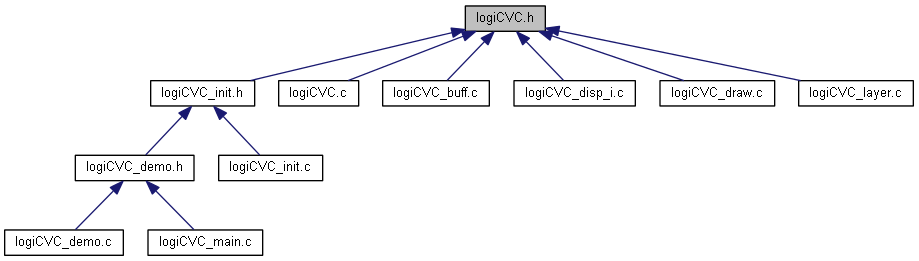 logiCVC.h
logiCVC_init.h
logiCVC.c
logiCVC_buff.c
logiCVC_disp_i.c
logiCVC_draw.c
logiCVC_layer.c
logiCVC_demo.h
logiCVC_init.c
logiCVC_demo.c
logiCVC_main.c